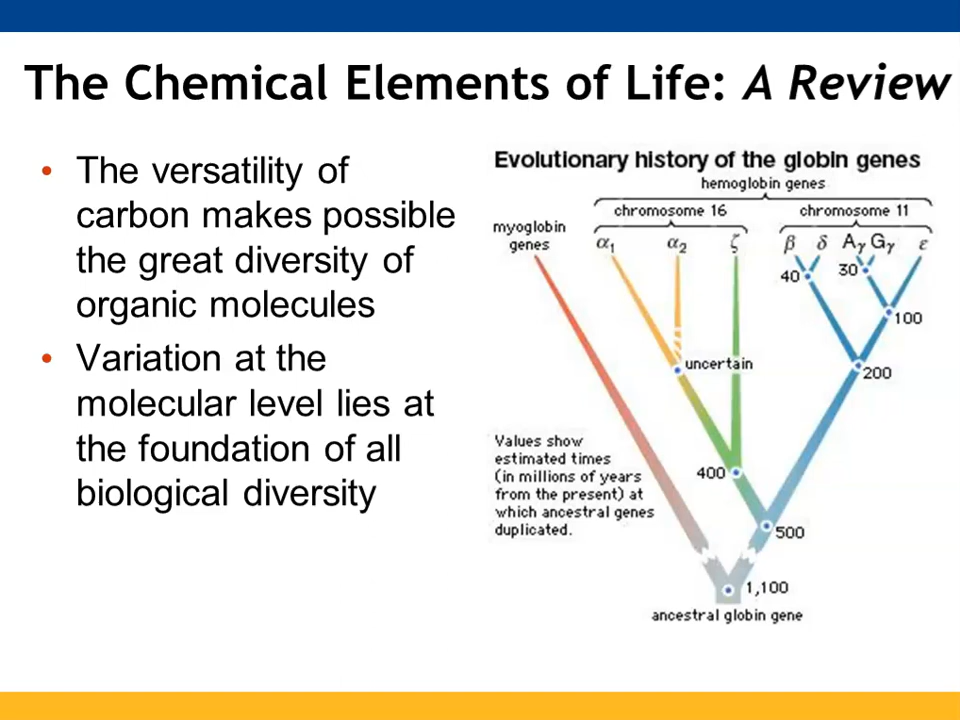 The Chemical Elements of Life: A Review
• The versatility of
carbon makes possible
the great diversity of
organic molecules
• Variation at the
molecular level lies at
the foundation of all
biological diversity
Evolutionary history of the globin genes
hemoglobin genes
chromosome 16
chromosome 11
myoglobin
genes
α1 α2 ζ β δ Aγ Gγ ε
40
30
100
uncertain
200
Values show
estimated times
(in millions of years
from the present) at
which ancestral genes
duplicated.
400
500
1,100
ancestral globin gene